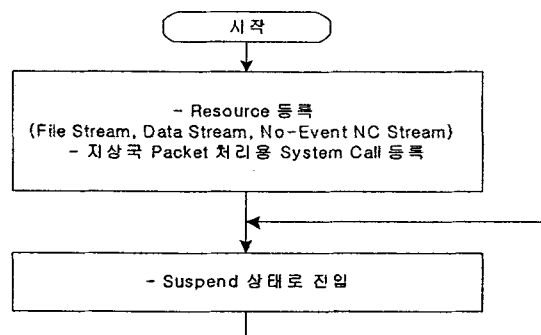 시작
- Resource 등록
(File Stream, Data Stream, No-Event NC Stream)
- 지상국 Packet 처리용 System Call 등록
- Suspend 상태로 진입